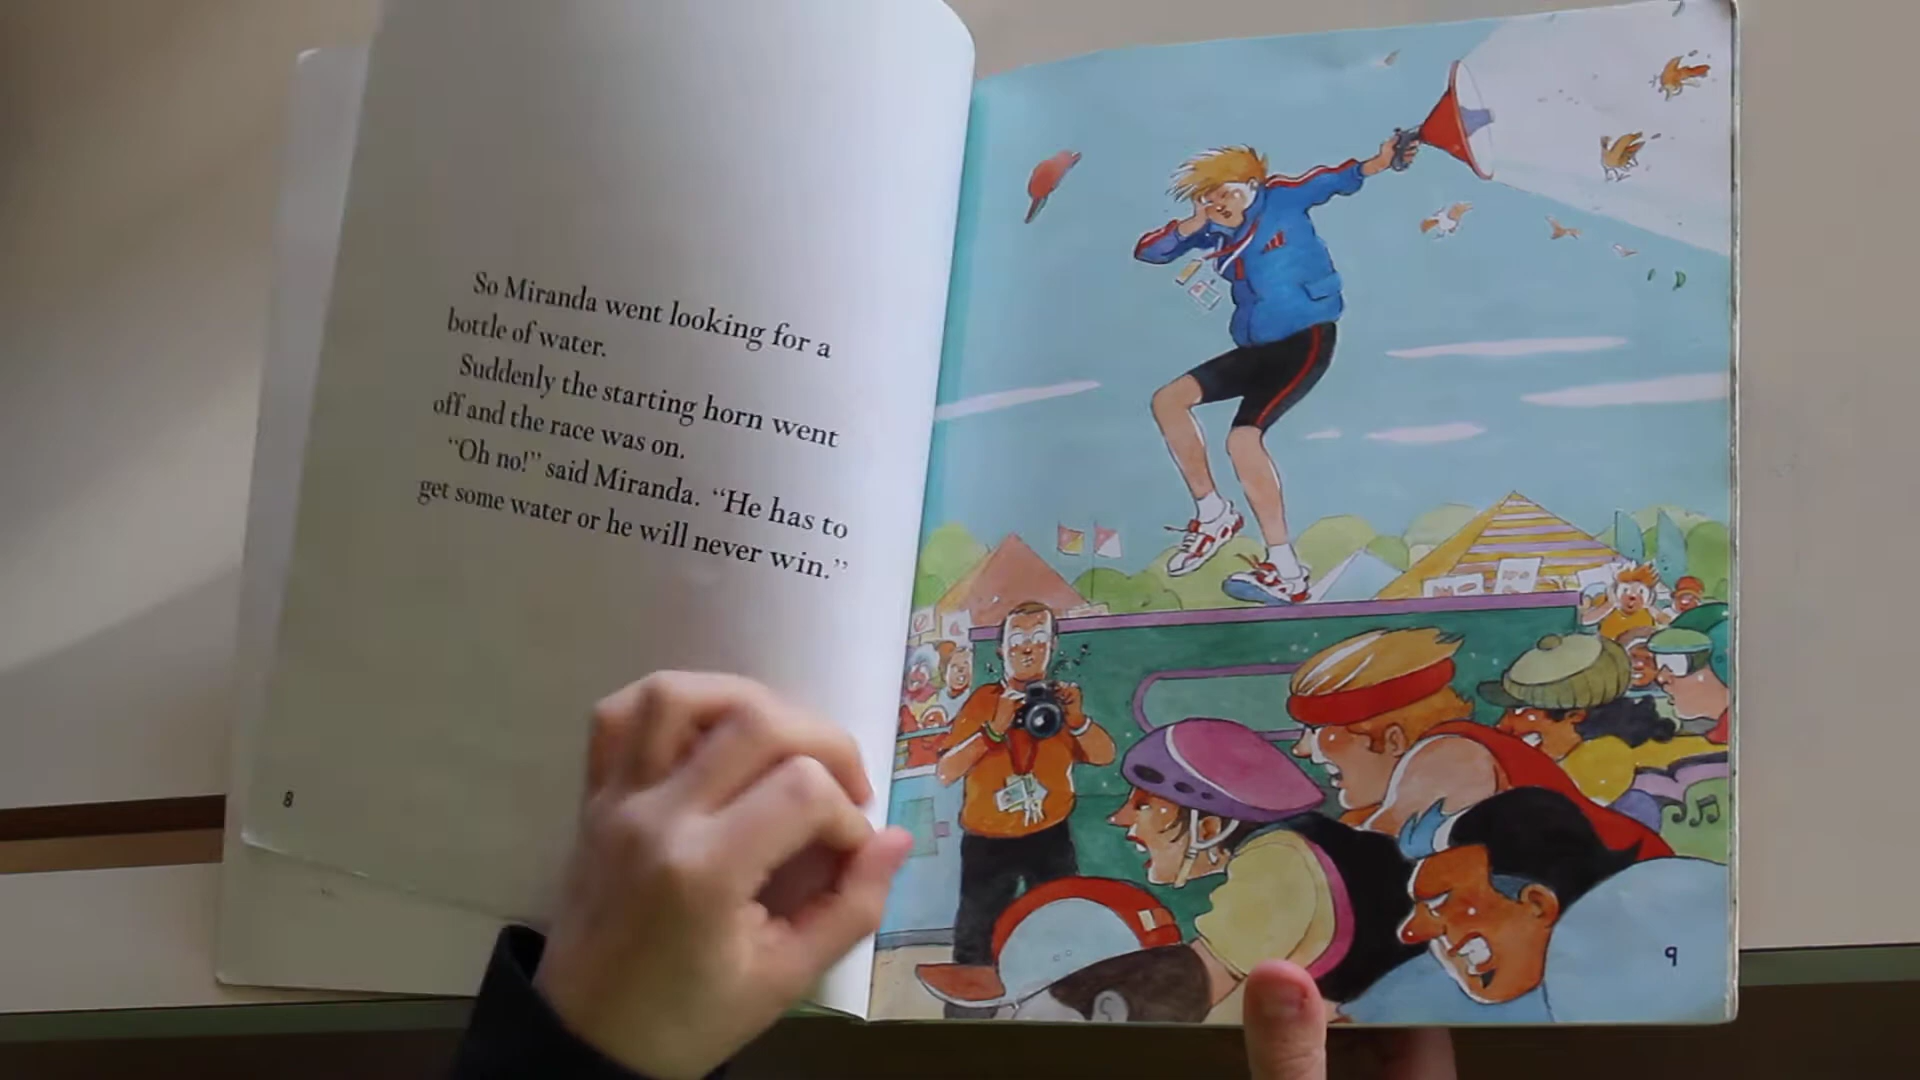 So Miranda went looking for a
bottle of water.
Suddenly the starting horn went
off and the race was on.
“Oh no!” said Miranda. “He has to
get some water or he will never win.”
8
9